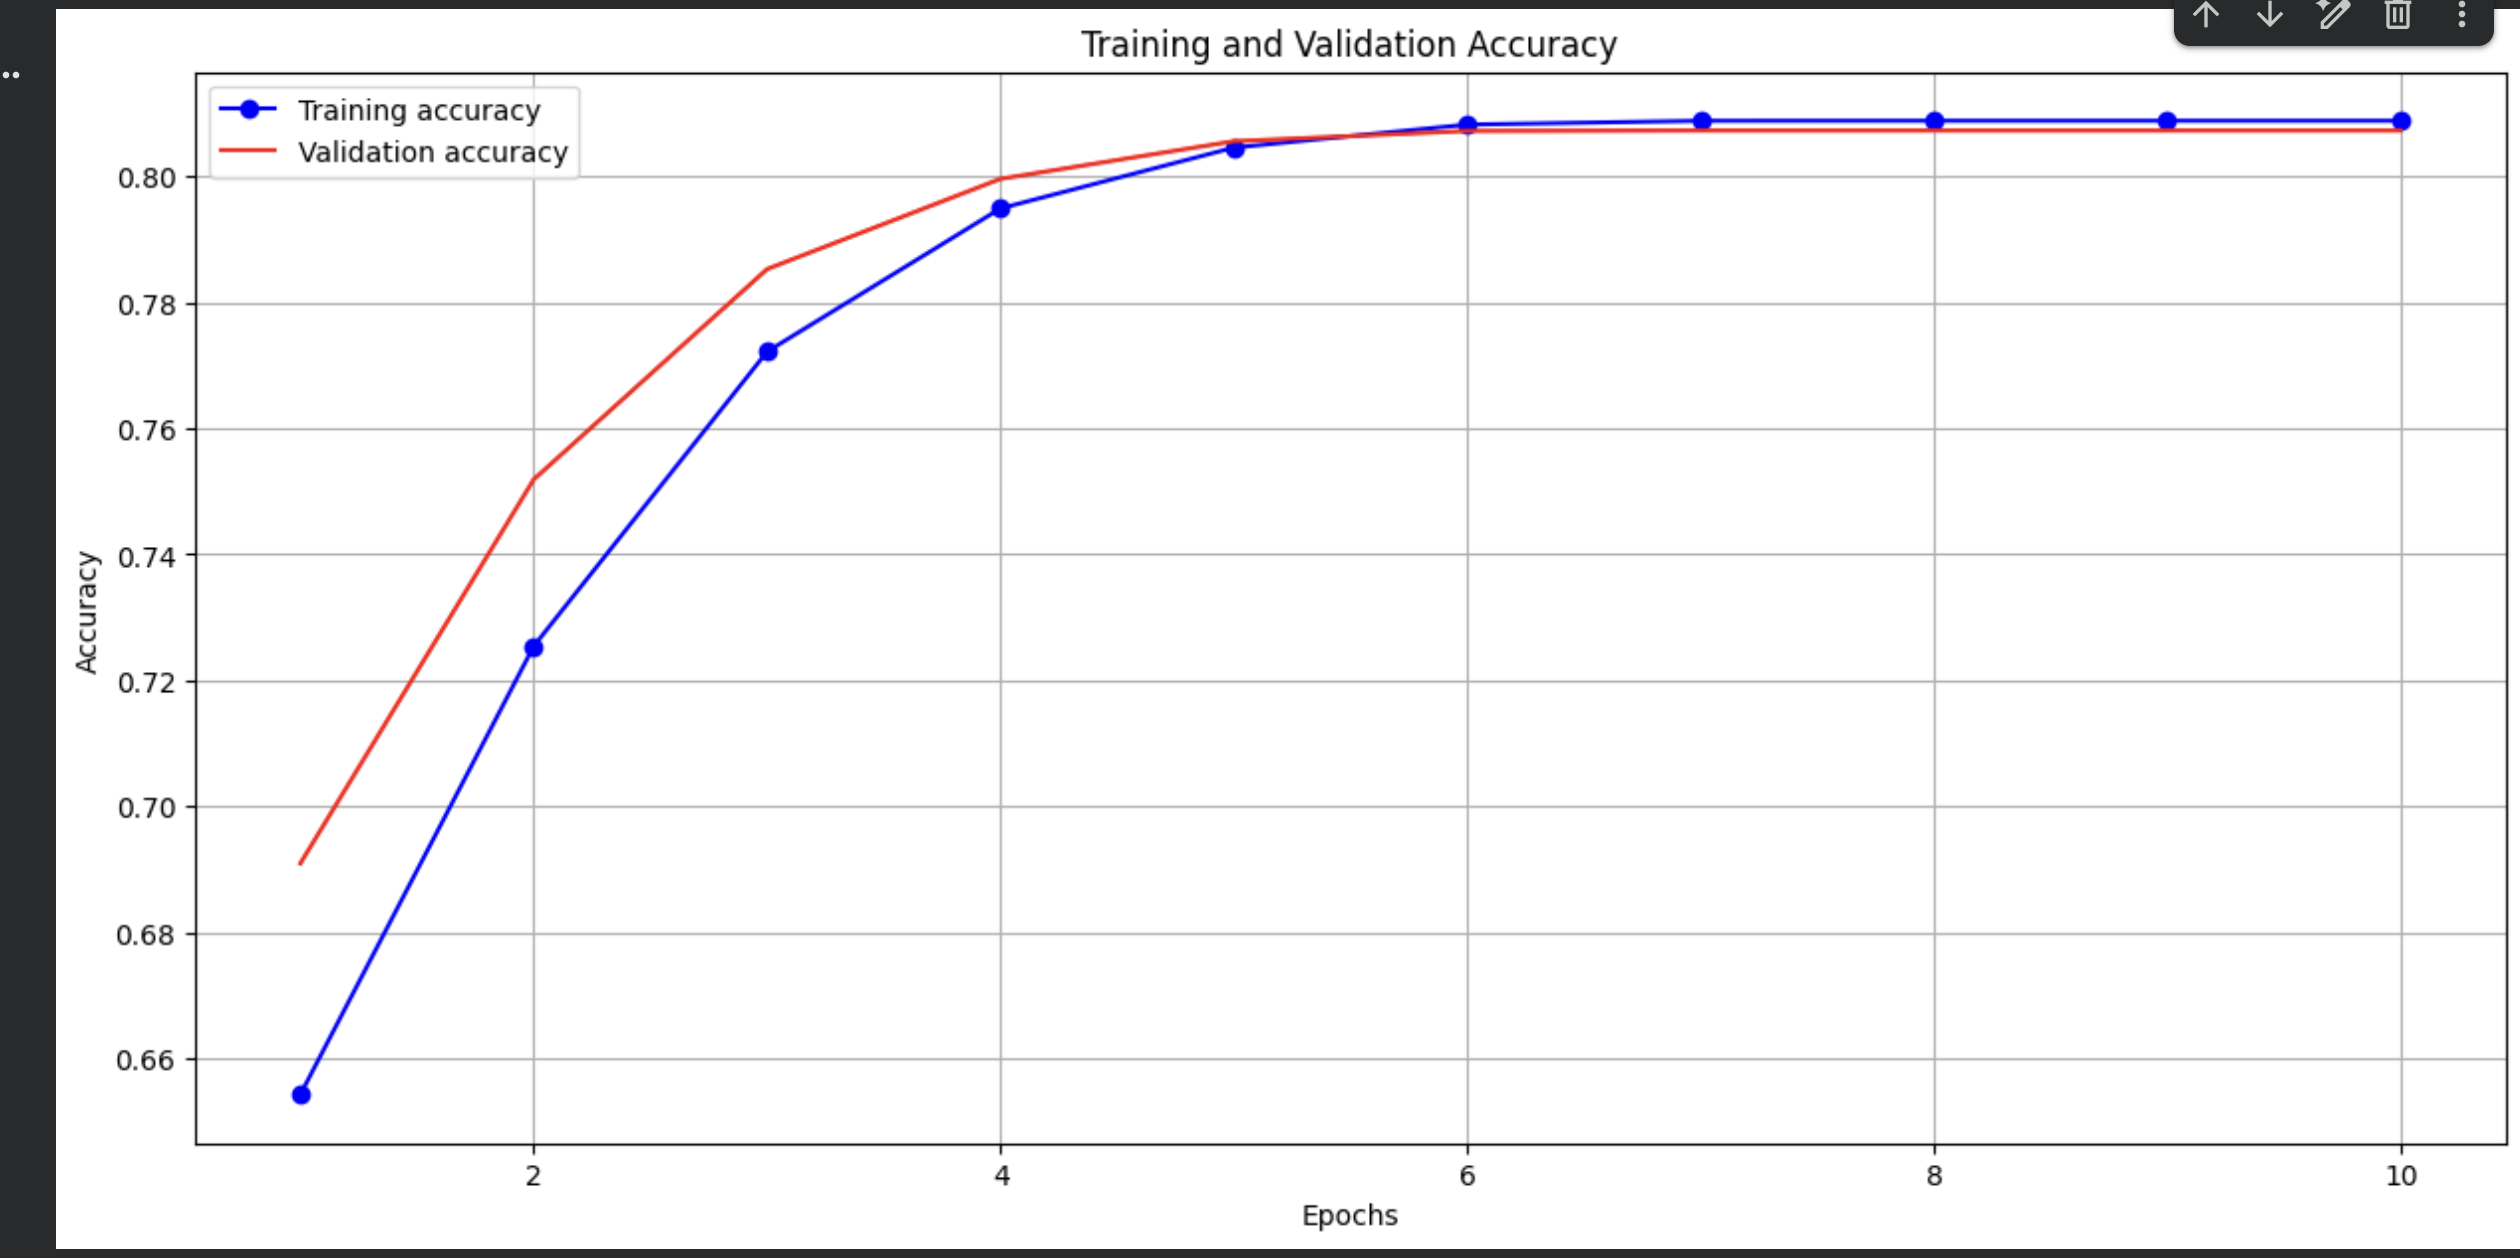 Training and Validation Accuracy
Training accuracy
Validation accuracy
0.80
0.78
0.76
0.74
0.72
0.70
0.68
0.66
Accuracy
2 4 6 8 10
Epochs